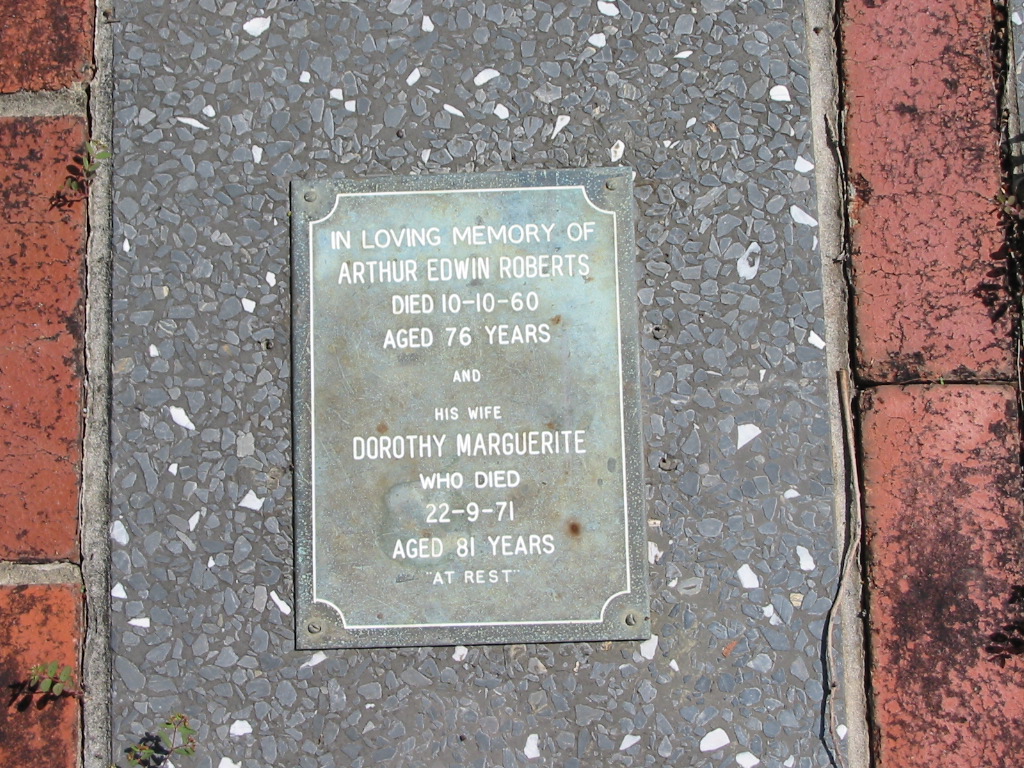 IN LOVING MEMORY OF
ARTHUR EDWIN ROBERTS
DIED 10-10-60
AGED 76 YEARS
AND
HIS WIFE
DOROTHY MARGUERITE
WHO DIED
22-9-71
AGED 81 YEARS
"AT REST"